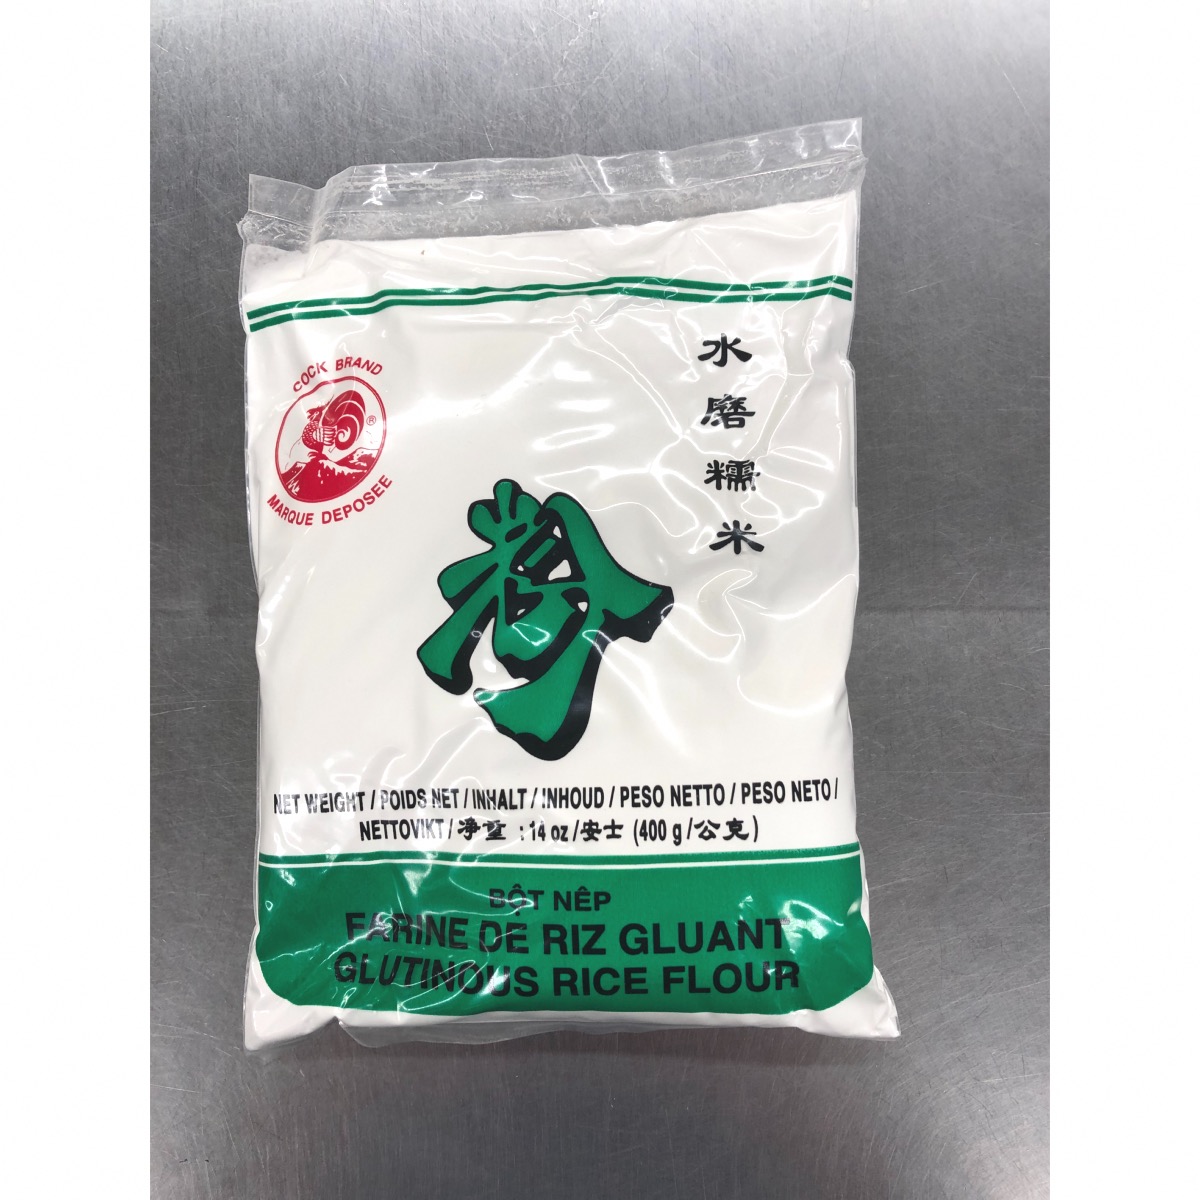 COCK BRAND
®
MARQUE DEPOSEE
水磨糯米
粉
NET WEIGHT / POIDS NET / INHALT / INHOUD / PESO NETTO / PESO NETO /
NETTOVIKT / 净重 : 14 oz / 安士 (400 g / 公克)
BỘT NẾP
FARINE DE RIZ GLUANT
GLUTINOUS RICE FLOUR